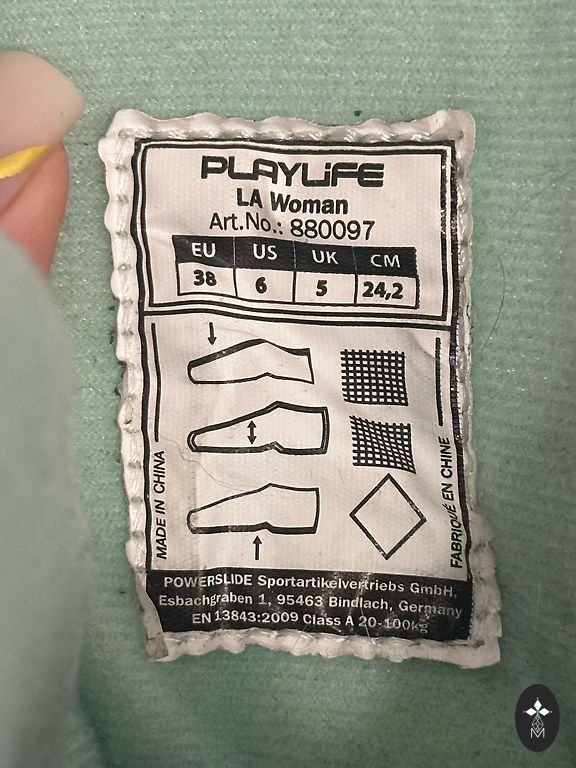 PLAYLiFE
LA Woman
Art.No.: 880097
EU US UK CM
38 6 5 24,2
MADE IN CHINA
FABRIQUÉ EN CHINE
POWERSLIDE Sportartikelvertriebs GmbH,
Esbachgraben 1, 95463 Bindlach, Germany
EN 13843:2009 Class A 20-100kg
M